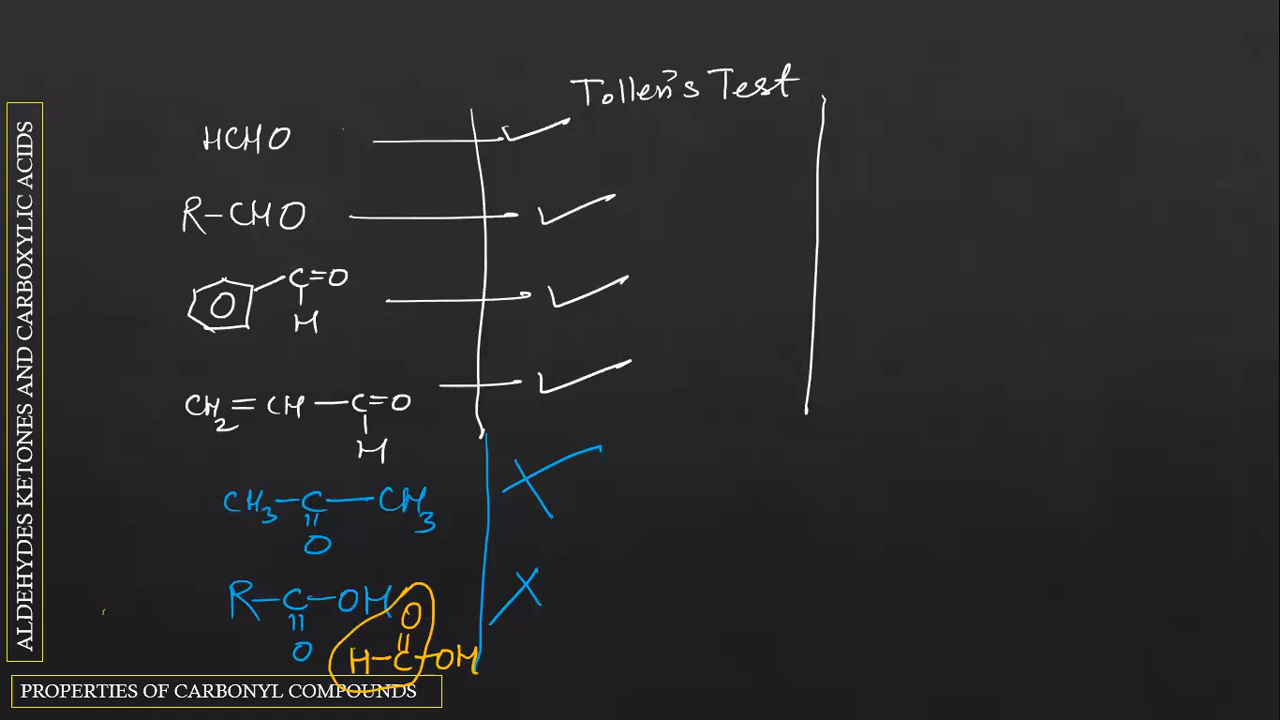 Tollen's Test
HCHO
R-CHO
C=O
H
CH2=CH-C=O
H
CH3-C-CH3
O
R-C-OH
O
O
H-C-OH
ALDEHYDES KETONES AND CARBOXYLIC ACIDS
PROPERTIES OF CARBONYL COMPOUNDS